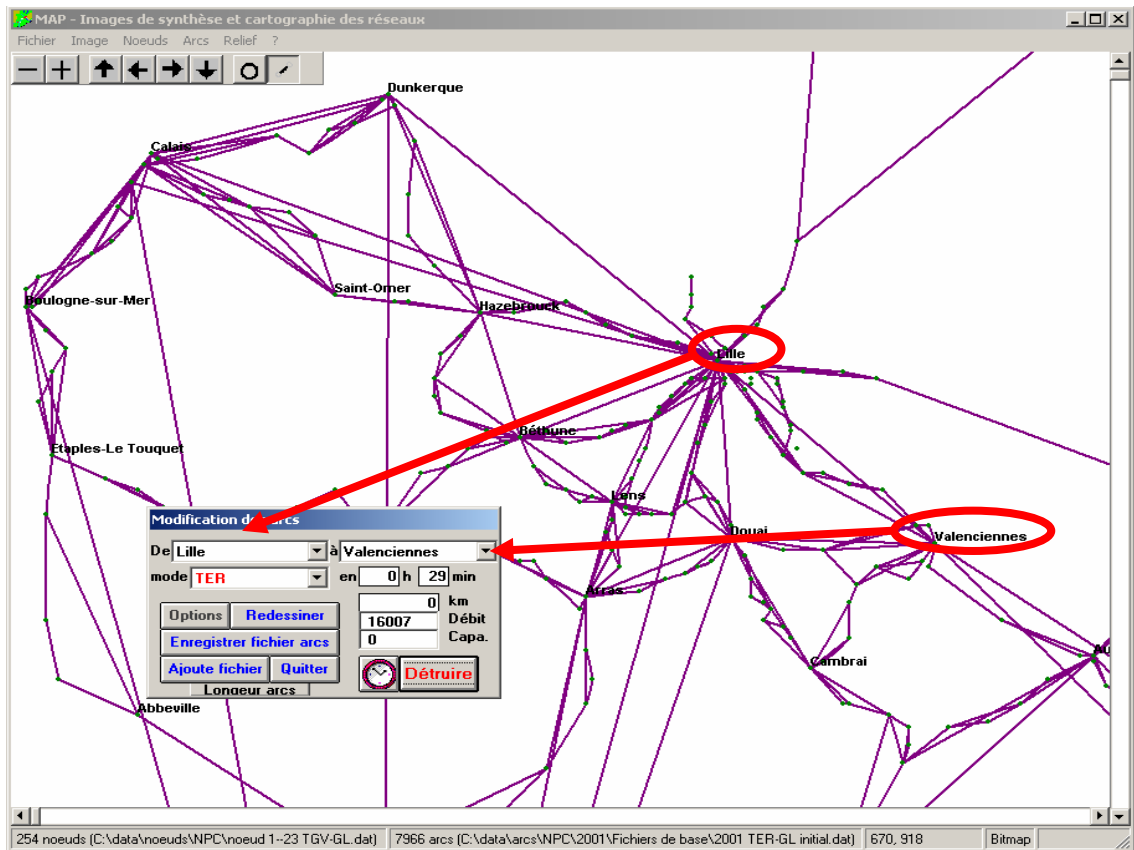 MAP - Images de synthèse et cartographie des réseaux
Fichier Image Noeuds Arcs Relief ?
Dunkerque
Calais
Saint-Omer
Boulogne-sur-Mer
Hazebrouck
Lille
Béthune
Etaples-Le Touquet
Lens
Douai
Valenciennes
Arras
Cambrai
Au
Abbeville
Modification des arcs
De Lille à Valenciennes
mode TER en 0 h 29 min
0 km
Options Redessiner 16007 Débit
Enregistrer fichier arcs 0 Capa.
Ajoute fichier Quitter Détruire
Longeur arcs
254 noeuds (C:\data\noeuds\NPC\noeud 1--23 TGV-GL.dat) 7966 arcs (C:\data\arcs\NPC\2001\Fichiers de base\2001 TER-GL initial.dat) 670, 918 Bitmap